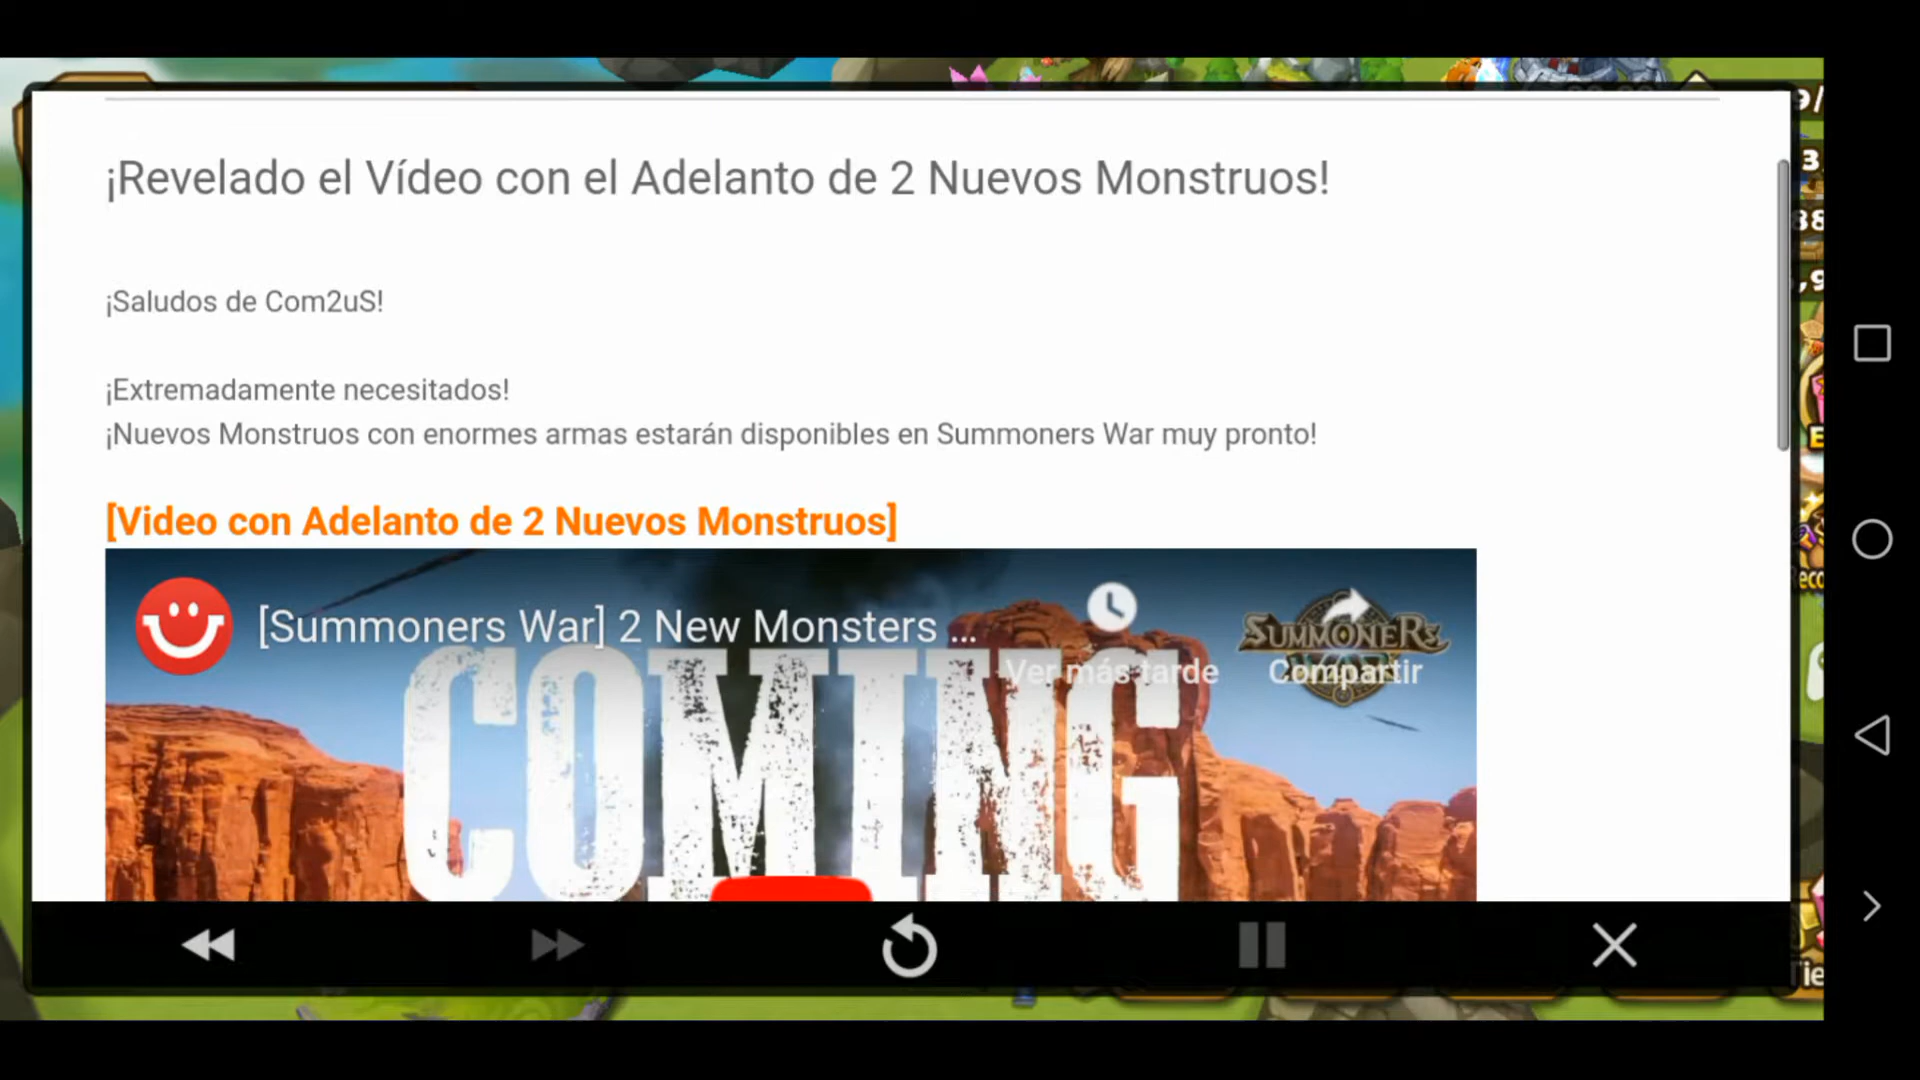 ¡Revelado el Vídeo con el Adelanto de 2 Nuevos Monstruos!
¡Saludos de Com2uS!
¡Extremadamente necesitados!
¡Nuevos Monstruos con enormes armas estarán disponibles en Summoners War muy pronto!
[Video con Adelanto de 2 Nuevos Monstruos]
[Summoners War] 2 New Monsters ...
SUMMONERS
Ver más tarde
Compartir
COMING